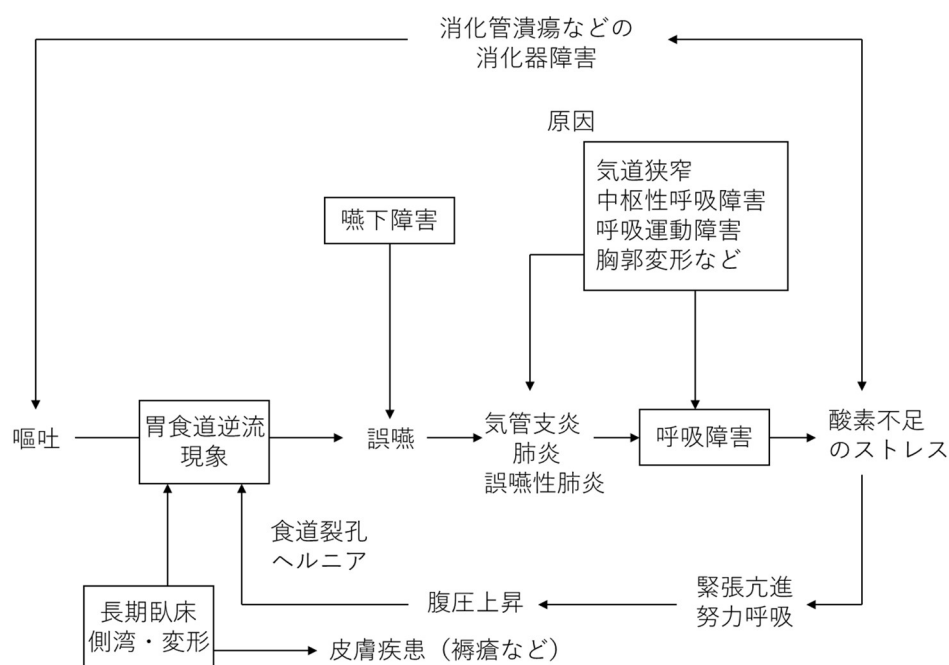 消化管潰瘍などの
消化器障害
原因
気道狭窄
中枢性呼吸障害
呼吸運動障害
胸郭変形など
嚥下障害
嘔吐
胃食道逆流
現象
誤嚥
気管支炎
肺炎
誤嚥性肺炎
呼吸障害
酸素不足
のストレス
食道裂孔
ヘルニア
長期臥床
側湾・変形
腹圧上昇
緊張亢進
努力呼吸
皮膚疾患（褥瘡など）